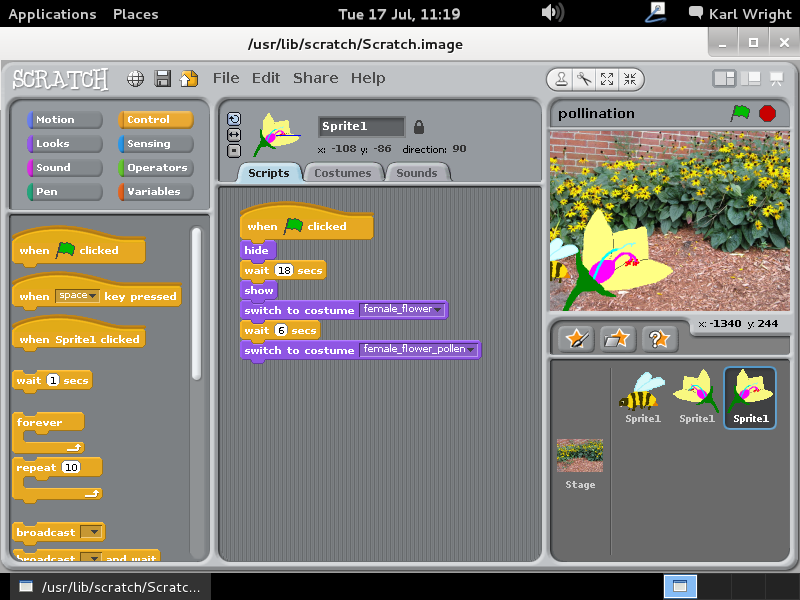 Applications Places Tue 17 Jul, 11:19 Karl Wright
/usr/lib/scratch/Scratch.image
SCRATCH File Edit Share Help
Motion Control
Looks Sensing
Sound Operators
Pen Variables
when clicked
when space key pressed
when Sprite1 clicked
wait 1 secs
forever
repeat 10
broadcast
broadcast and wait
Sprite1
x: -108 y: -86 direction: 90
Scripts Costumes Sounds
when clicked
hide
wait 18 secs
show
switch to costume female_flower
wait 6 secs
switch to costume female_flower_pollen
pollination
x: -1340 y: 244
Sprite1 Sprite1 Sprite1
Stage
/usr/lib/scratch/Scratc...